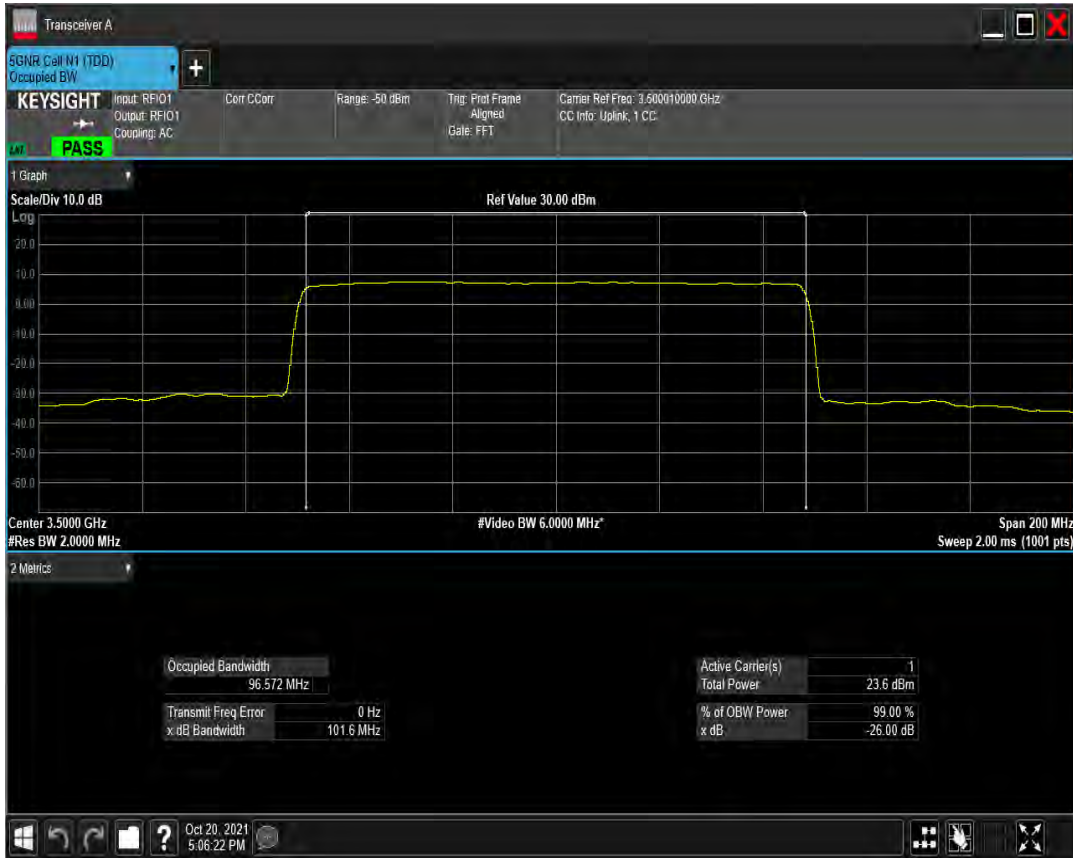 Transceiver A
5GNR Cell N1 (TDD)
Occupied BW
+
KEYSIGHT
PASS
Input: RFIO1
Output: RFIO1
Coupling: AC
Corr CCorr
Range: -50 dBm
Trig: Prot Frame
Aligned
Gate: FFT
Carrier Ref Freq: 3.500010000 GHz
CC Info: Uplink, 1 CC
1 Graph
Scale/Div 10.0 dB
Ref Value 30.00 dBm
Log
20.0
10.0
0.00
-10.0
-20.0
-30.0
-40.0
-50.0
-60.0
Center 3.5000 GHz
#Video BW 6.0000 MHz*
Span 200 MHz
#Res BW 2.0000 MHz
Sweep 2.00 ms (1001 pts)
2 Metrics
Occupied Bandwidth
96.572 MHz
Transmit Freq Error 0 Hz
x dB Bandwidth 101.6 MHz
Active Carrier(s) 1
Total Power 23.6 dBm
% of OBW Power 99.00 %
x dB -26.00 dB
?
Oct 20, 2021
5:06:22 PM